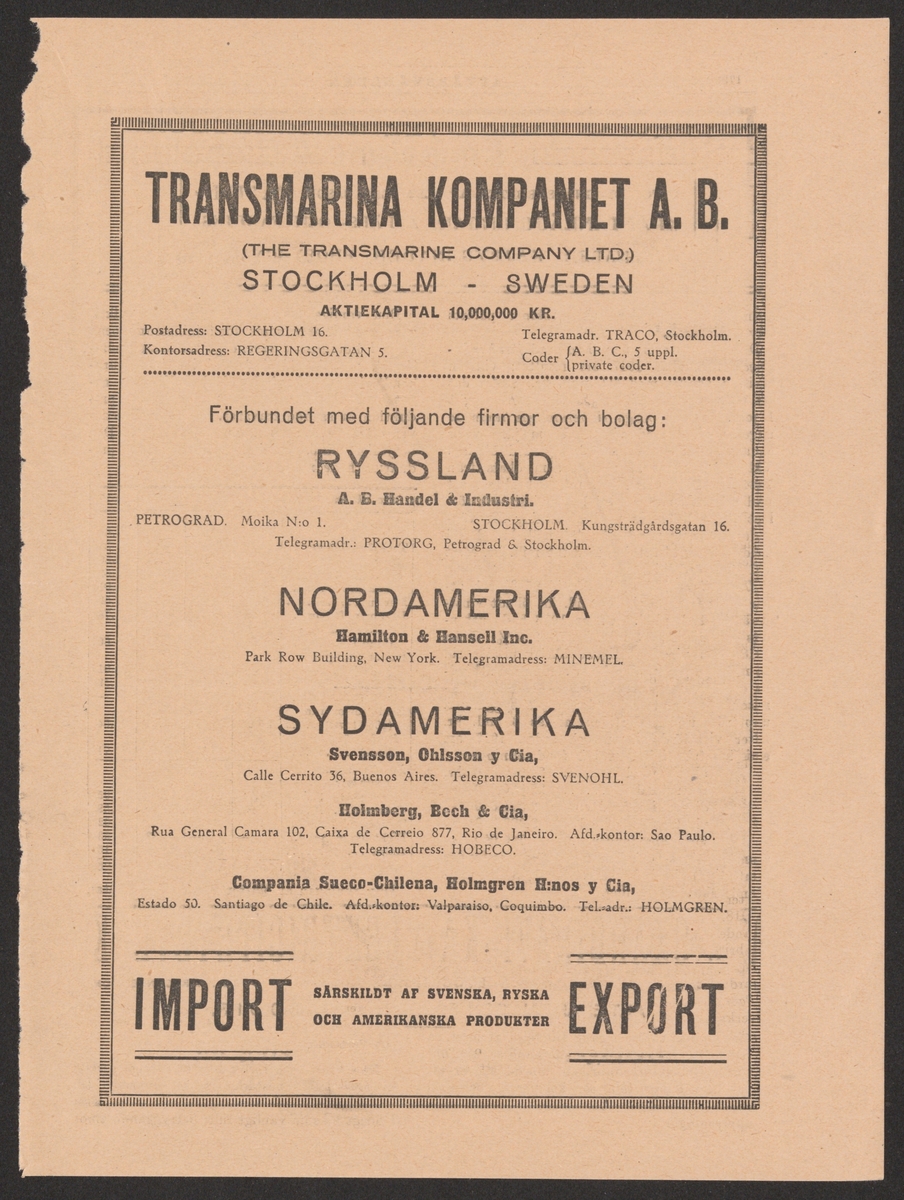 TRANSMARINA KOMPANIET A. B.
(THE TRANSMARINE COMPANY LTD.)
STOCKHOLM - SWEDEN
AKTIEKAPITAL 10,000,000 KR.
Postadress: STOCKHOLM 16. Telegramadr. TRACO, Stockholm.
Kontorsadress: REGERINGSGATAN 5. Coder {A. B. C., 5 uppl.
{private coder.
Förbundet med följande firmor och bolag:
RYSSLAND
A. B. Handel & Industri.
PETROGRAD. Moika N:o 1. STOCKHOLM. Kungsträdgårdsgatan 16.
Telegramadr.: PROTORG, Petrograd & Stockholm.
NORDAMERIKA
Hamilton & Hansell Inc.
Park Row Building, New York. Telegramadress: MINEMEL.
SYDAMERIKA
Svensson, Ohlsson y Cia,
Calle Cerrito 36, Buenos Aires. Telegramadress: SVENOHL.
Holmberg, Bech & Cia,
Rua General Camara 102, Caixa de Cerreio 877, Rio de Janeiro. Afd.-kontor: Sao Paulo.
Telegramadress: HOBECO.
Compania Sueco-Chilena, Holmgren H:nos y Cia,
Estado 50. Santiago de Chile. Afd.-kontor: Valparaiso, Coquimbo. Tel.-adr.: HOLMGREN.
IMPORT SÄRSKILDT AF SVENSKA, RYSKA EXPORT
OCH AMERIKANSKA PRODUKTER